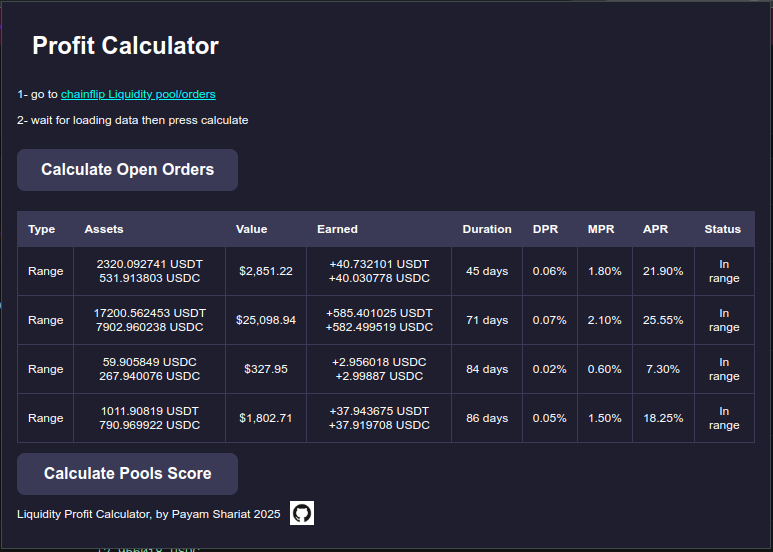 Profit Calculator
1- go to chainflip Liquidity pool/orders
2- wait for loading data then press calculate
Calculate Open Orders
Type Assets Value Earned Duration DPR MPR APR Status
Range 2320.092741 USDT 531.913803 USDC $2,851.22 +40.732101 USDT +40.030778 USDC 45 days 0.06% 1.80% 21.90% In range
Range 17200.562453 USDT 7902.960238 USDC $25,098.94 +585.401025 USDT +582.499519 USDC 71 days 0.07% 2.10% 25.55% In range
Range 59.905849 USDC 267.940076 USDC $327.95 +2.956018 USDC +2.99887 USDC 84 days 0.02% 0.60% 7.30% In range
Range 1011.90819 USDT 790.969922 USDC $1,802.71 +37.943675 USDT +37.919708 USDC 86 days 0.05% 1.50% 18.25% In range
Calculate Pools Score
Liquidity Profit Calculator, by Payam Shariat 2025